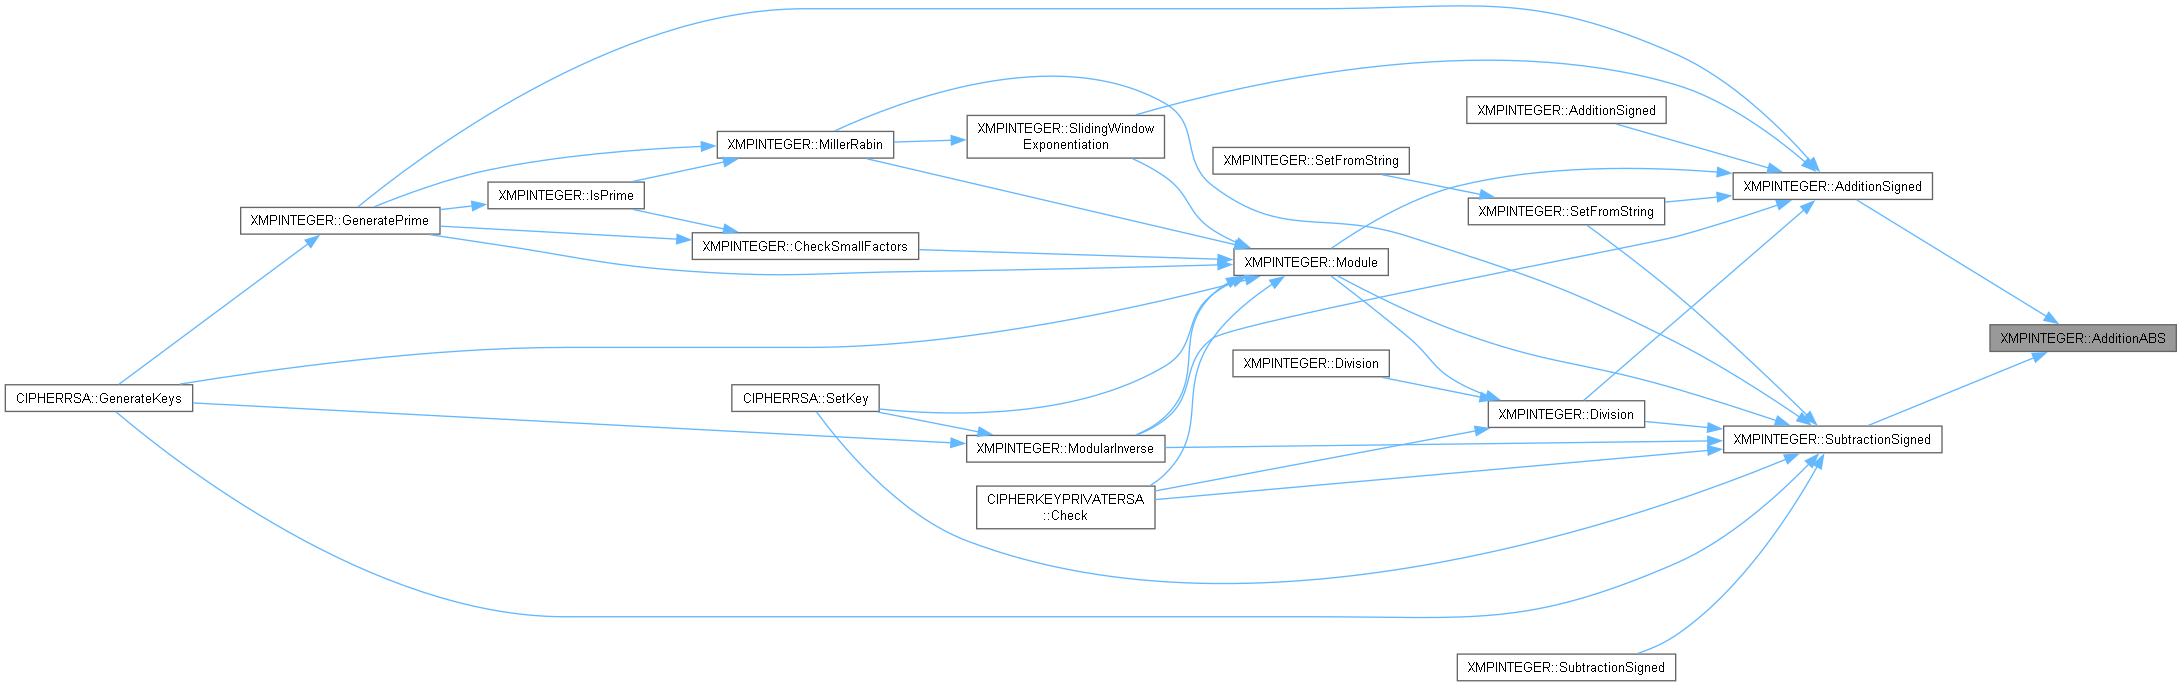 XMPINTEGER::AdditionSigned
XMPINTEGER::SlidingWindow
Exponentiation
XMPINTEGER::MillerRabin
XMPINTEGER::SetFromString
XMPINTEGER::AdditionSigned
XMPINTEGER::IsPrime
XMPINTEGER::SetFromString
XMPINTEGER::GeneratePrime
XMPINTEGER::CheckSmallFactors
XMPINTEGER::Module
XMPINTEGER::AdditionABS
XMPINTEGER::Division
CIPHERRSA::GenerateKeys
CIPHERRSA::SetKey
XMPINTEGER::Division
XMPINTEGER::SubtractionSigned
XMPINTEGER::ModularInverse
CIPHERKEYPRIVATERSA
::Check
XMPINTEGER::SubtractionSigned